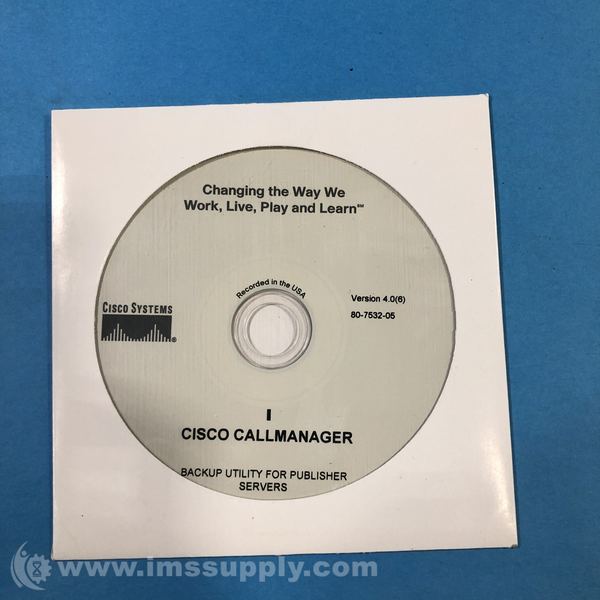 Changing the Way We
Work, Live, Play and Learn℠
Recorded in the USA
CISCO SYSTEMS
®
Version 4.0(6)
80-7532-05
I
CISCO CALLMANAGER
BACKUP UTILITY FOR PUBLISHER
SERVERS
www.imssupply.com